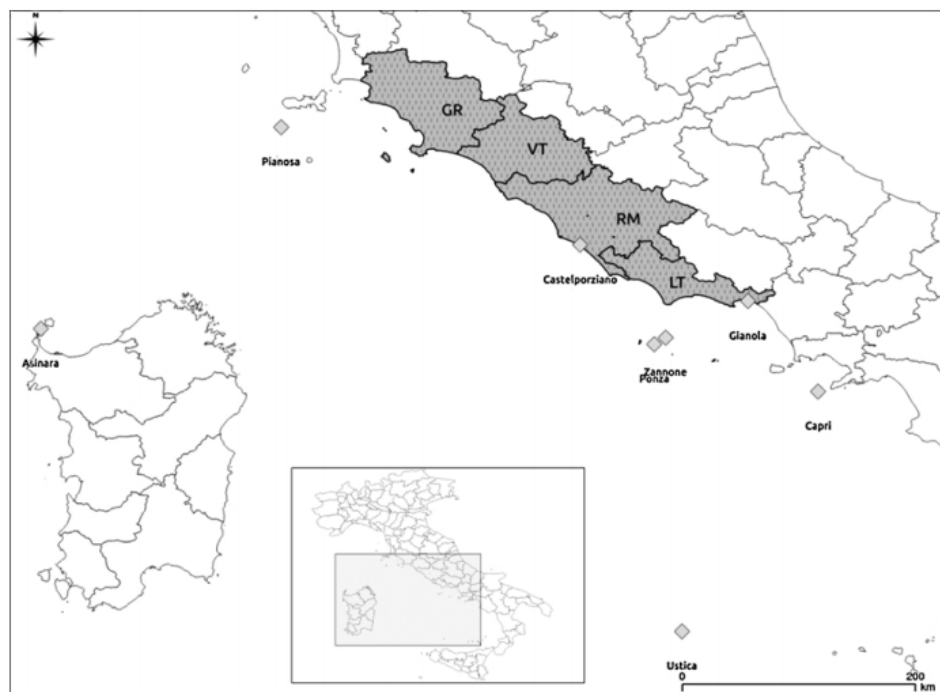 N
GR
Pianosa
VT
RM
Castelporziano
LT
Gianola
Asinara
Zannone
Ponza
Capri
Ustica
0 200
km